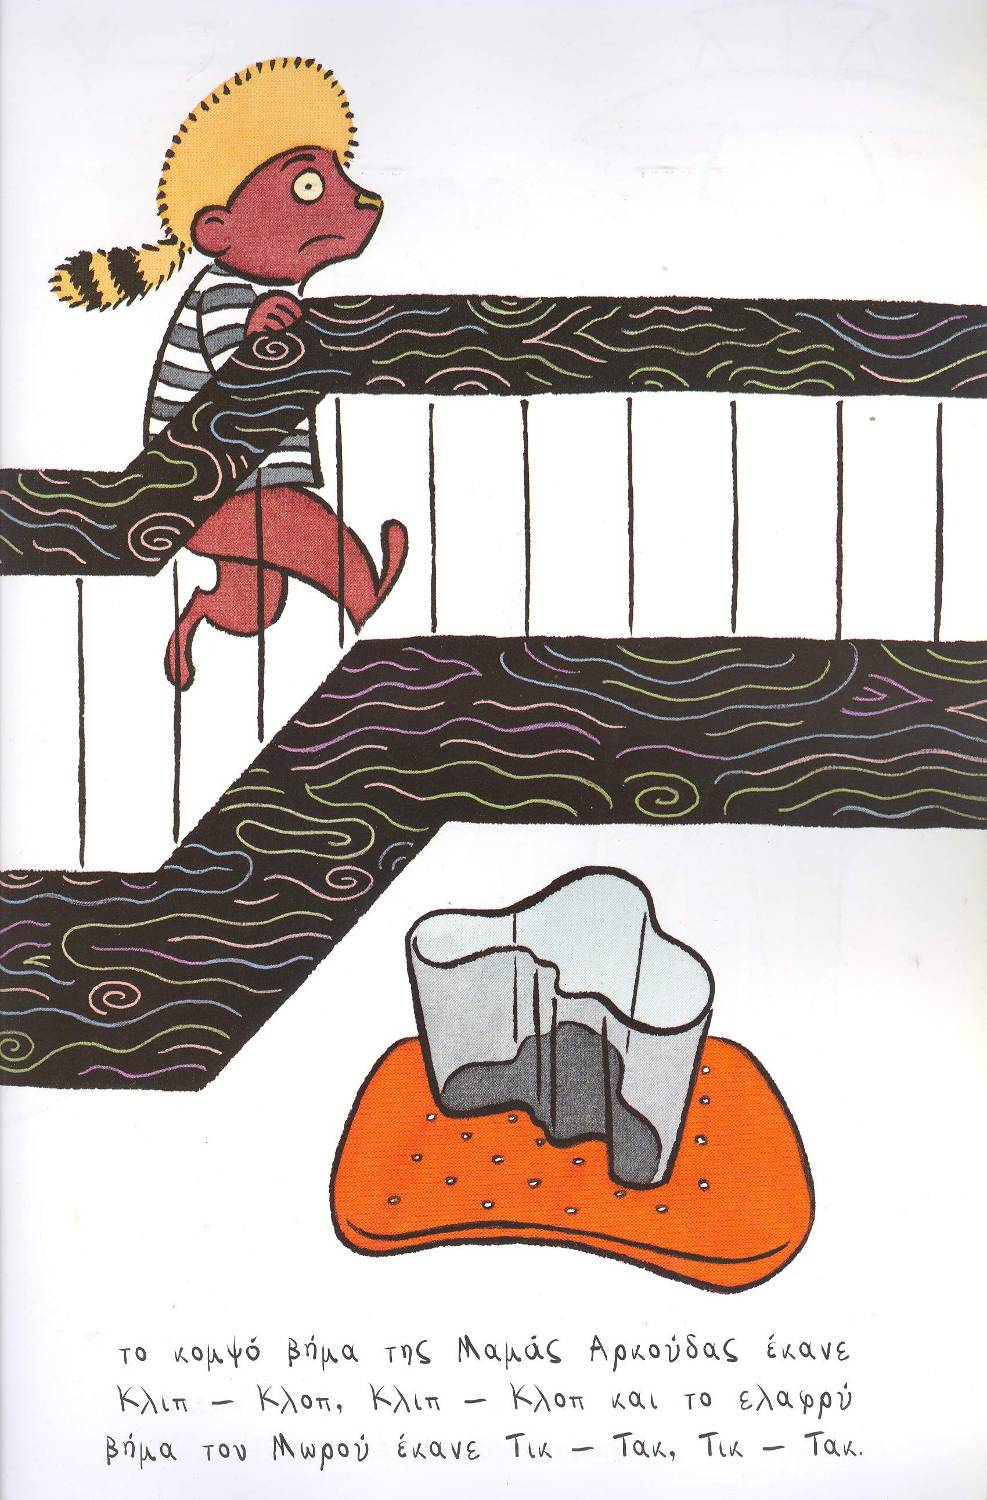 το κομψό βήμα της Μαμάς Αρκούδας έκανε
Κλιπ – Κλοπ, Κλιπ – Κλοπ και το ελαφρύ
βήμα του Μωρού έκανε Τικ – Τακ, Τικ – Τακ.